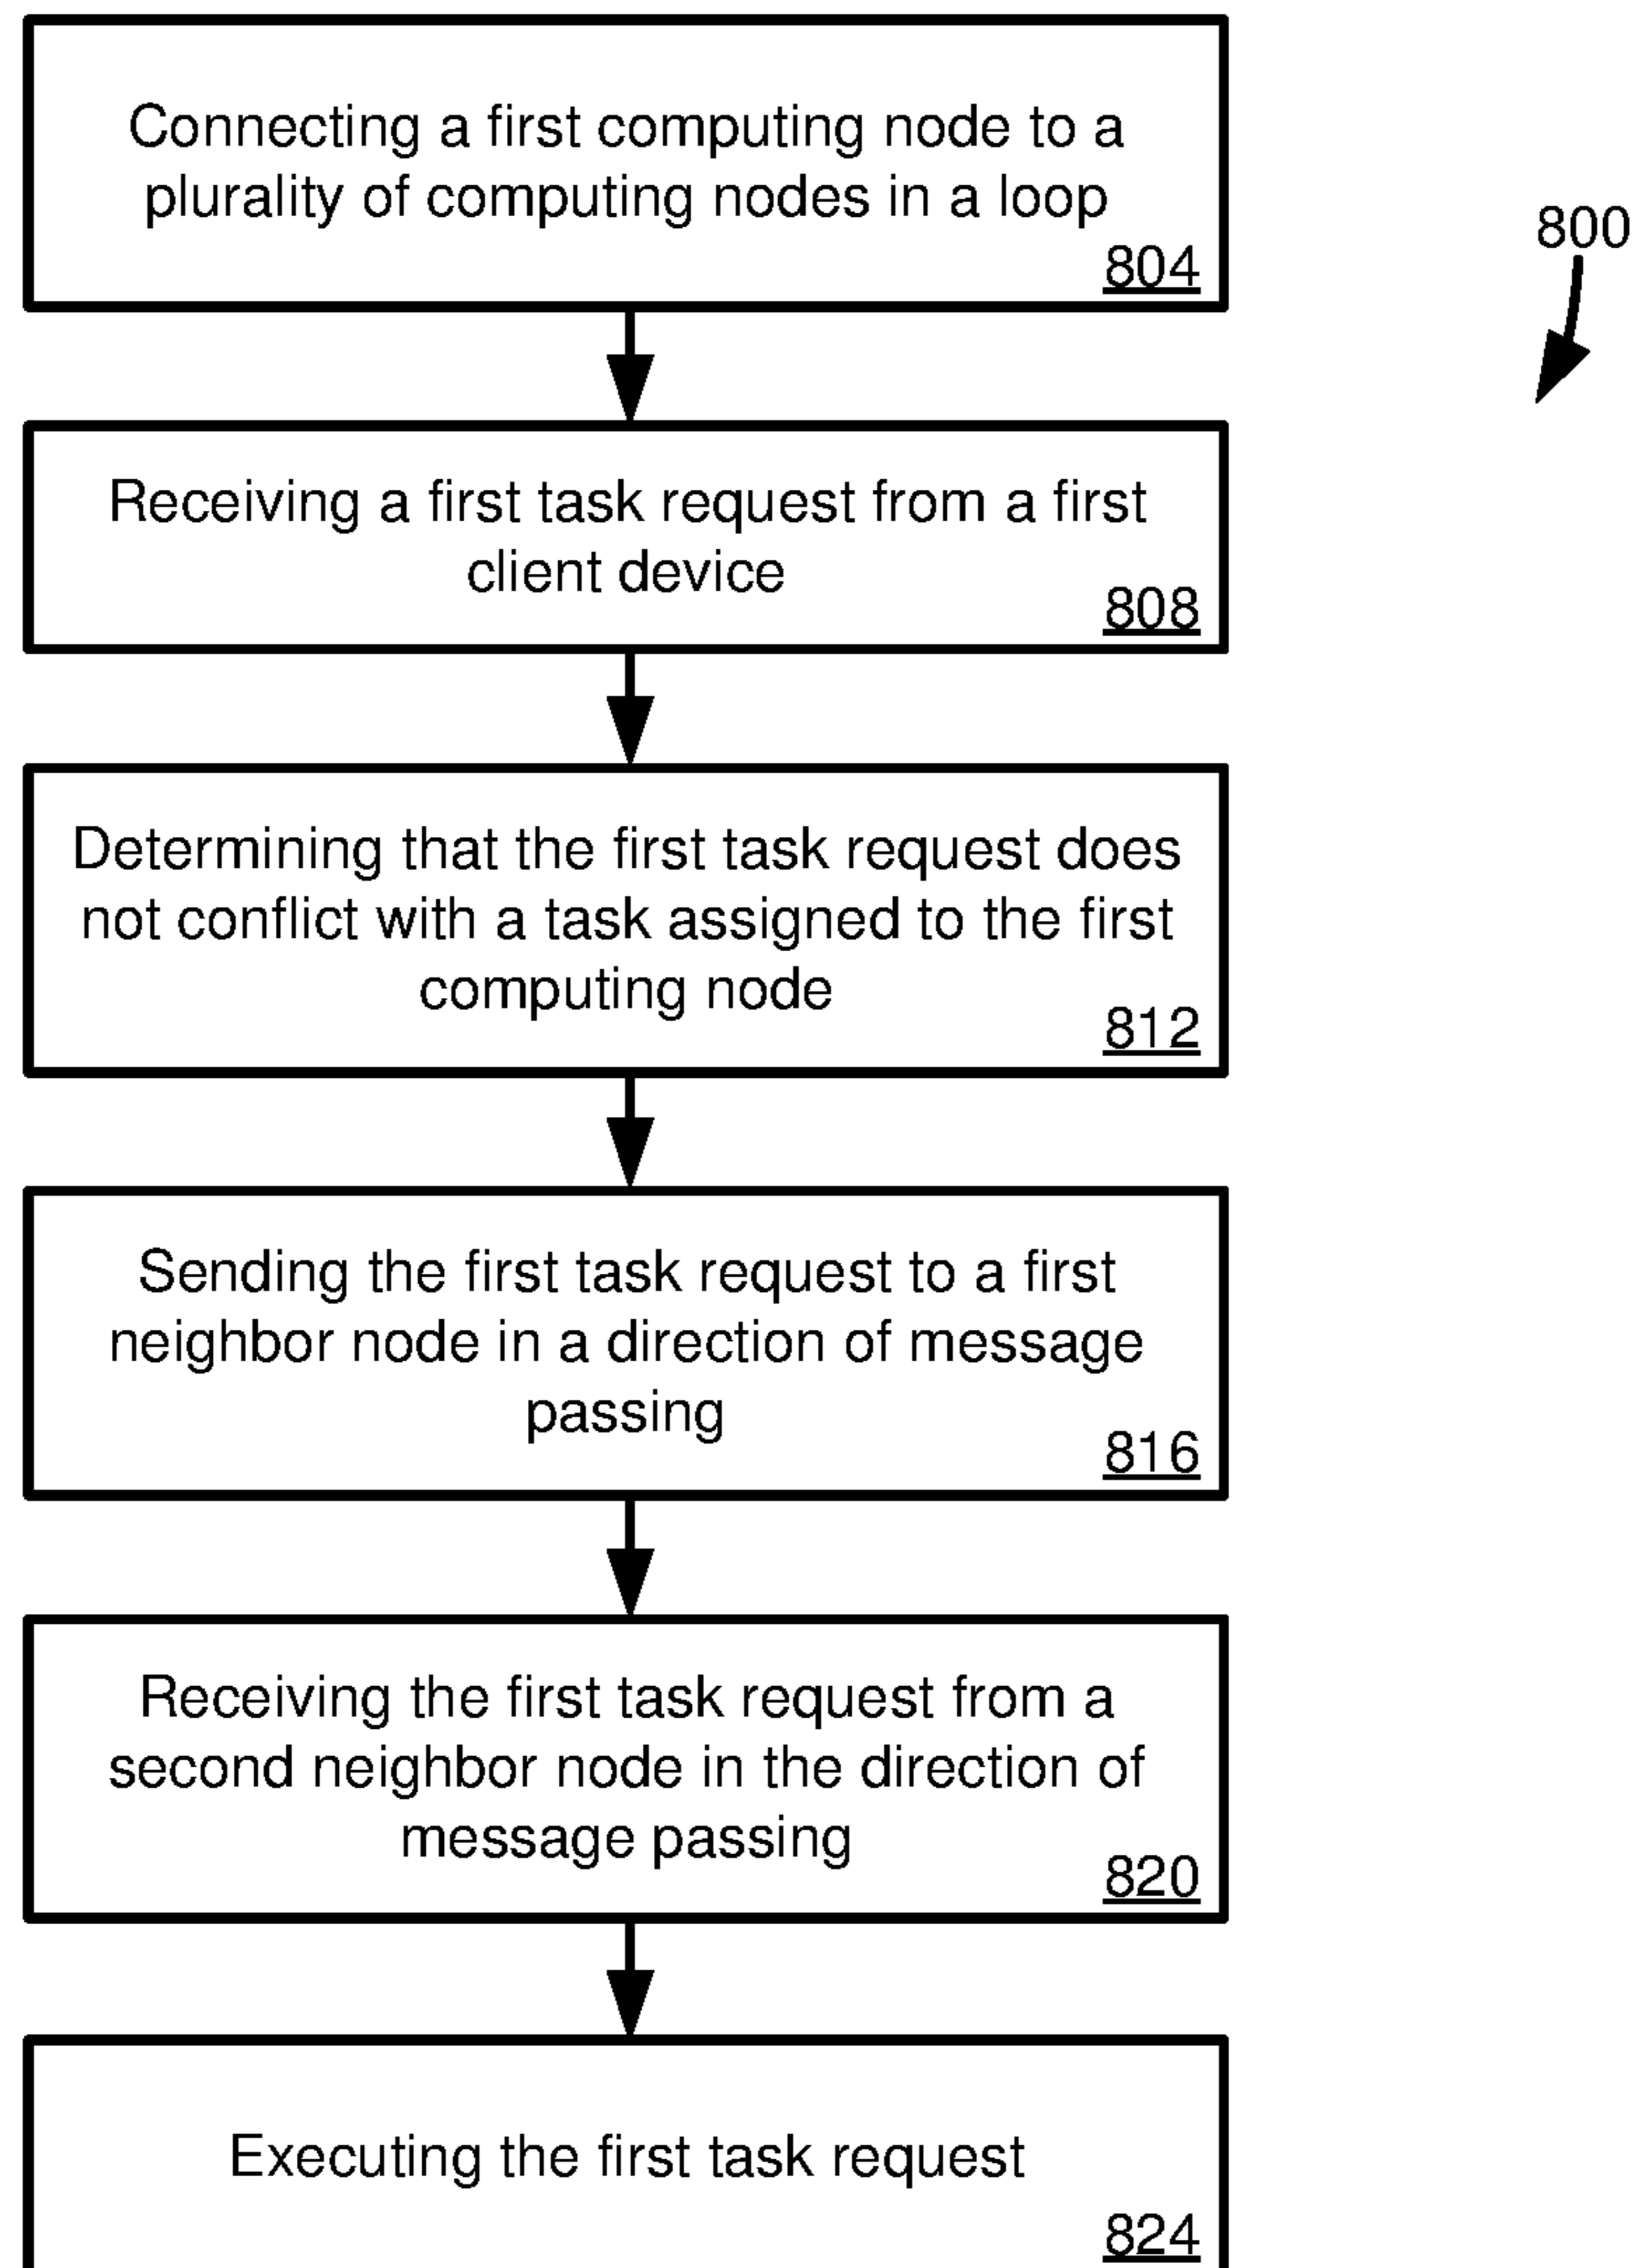 Connecting a first computing node to a
plurality of computing nodes in a loop
804
800
Receiving a first task request from a first
client device
808
Determining that the first task request does
not conflict with a task assigned to the first
computing node
812
Sending the first task request to a first
neighbor node in a direction of message
passing
816
Receiving the first task request from a
second neighbor node in the direction of
message passing
820
Executing the first task request
824